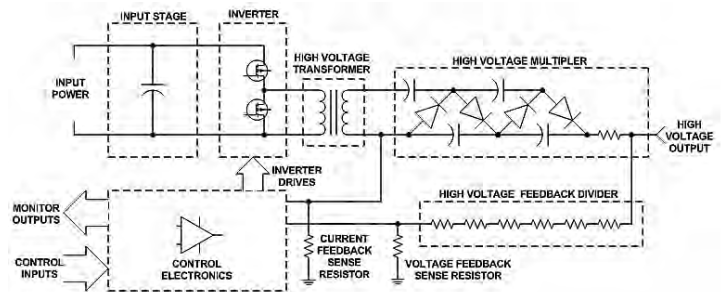 INPUT STAGE
INVERTER
HIGH VOLTAGE
TRANSFORMER
HIGH VOLTAGE MULTIPLER
INPUT
POWER
HIGH
VOLTAGE
OUTPUT
INVERTER
DRIVES
HIGH VOLTAGE FEEDBACK DIVIDER
MONITOR
OUTPUTS
CONTROL
INPUTS
CONTROL
ELECTRONICS
CURRENT
FEEDBACK
SENSE
RESISTOR
VOLTAGE FEEDBACK
SENSE RESISTOR